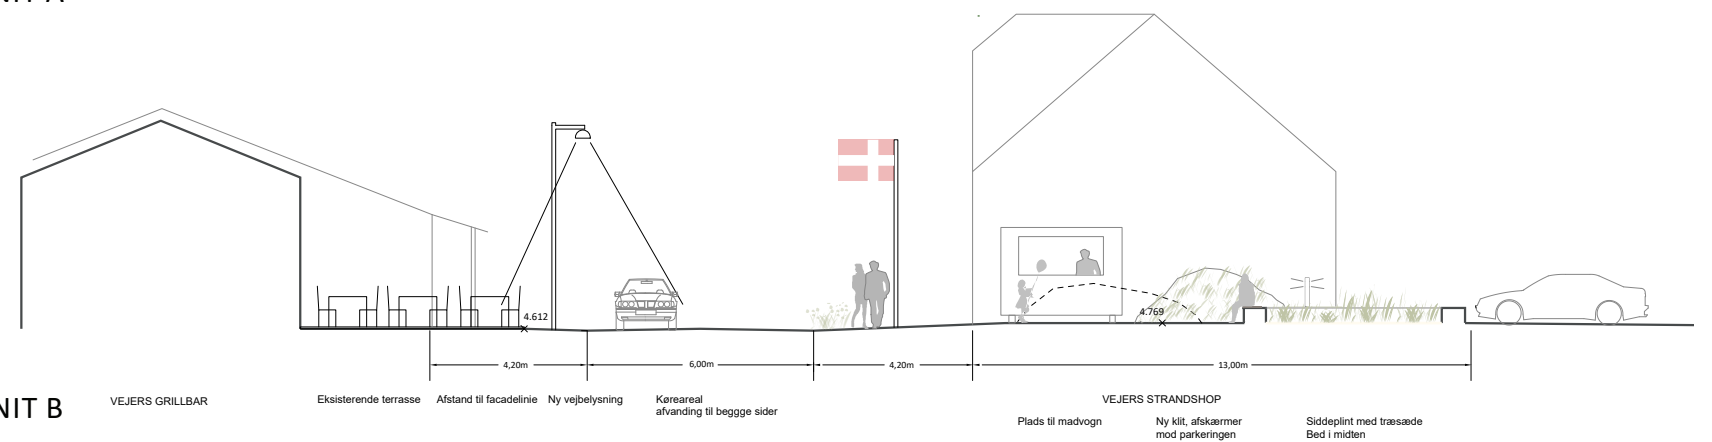 4.612
4.769
4,20m
6,00m
4,20m
13,00m
VEJERS GRILLBAR
Eksisterende terrasse
Afstand til facadelinie
Ny vejbelysning
Køreareal
afvanding til beggge sider
VEJERS STRANDSHOP
Plads til madvogn
Ny klit, afskærmer
mod parkeringen
Siddeplint med træsæde
Bed i midten
NIT B